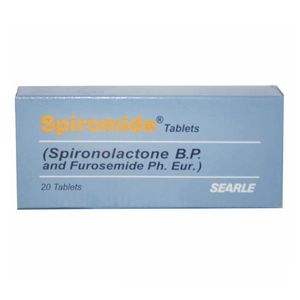 Spiromide® Tablets
(Spironolactone B.P.
and Furosemide Ph. Eur.)
20 Tablets
SEARLE